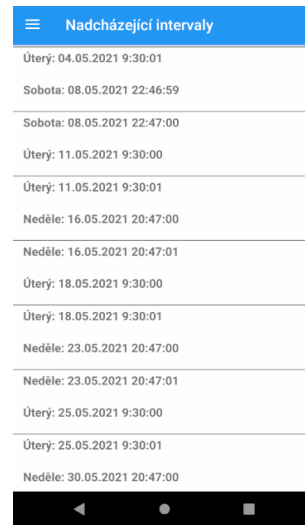 Nadcházející intervaly
Úterý: 04.05.2021 9:30:01
Sobota: 08.05.2021 22:46:59
Sobota: 08.05.2021 22:47:00
Úterý: 11.05.2021 9:30:00
Úterý: 11.05.2021 9:30:01
Neděle: 16.05.2021 20:47:00
Neděle: 16.05.2021 20:47:01
Úterý: 18.05.2021 9:30:00
Úterý: 18.05.2021 9:30:01
Neděle: 23.05.2021 20:47:00
Neděle: 23.05.2021 20:47:01
Úterý: 25.05.2021 9:30:00
Úterý: 25.05.2021 9:30:01
Neděle: 30.05.2021 20:47:00